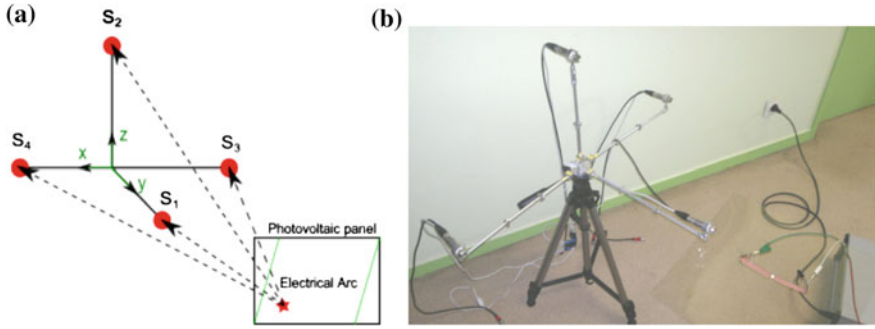 (a)
S2
S4
x
z
y
S3
S1
Photovoltaic panel
Electrical Arc
(b)